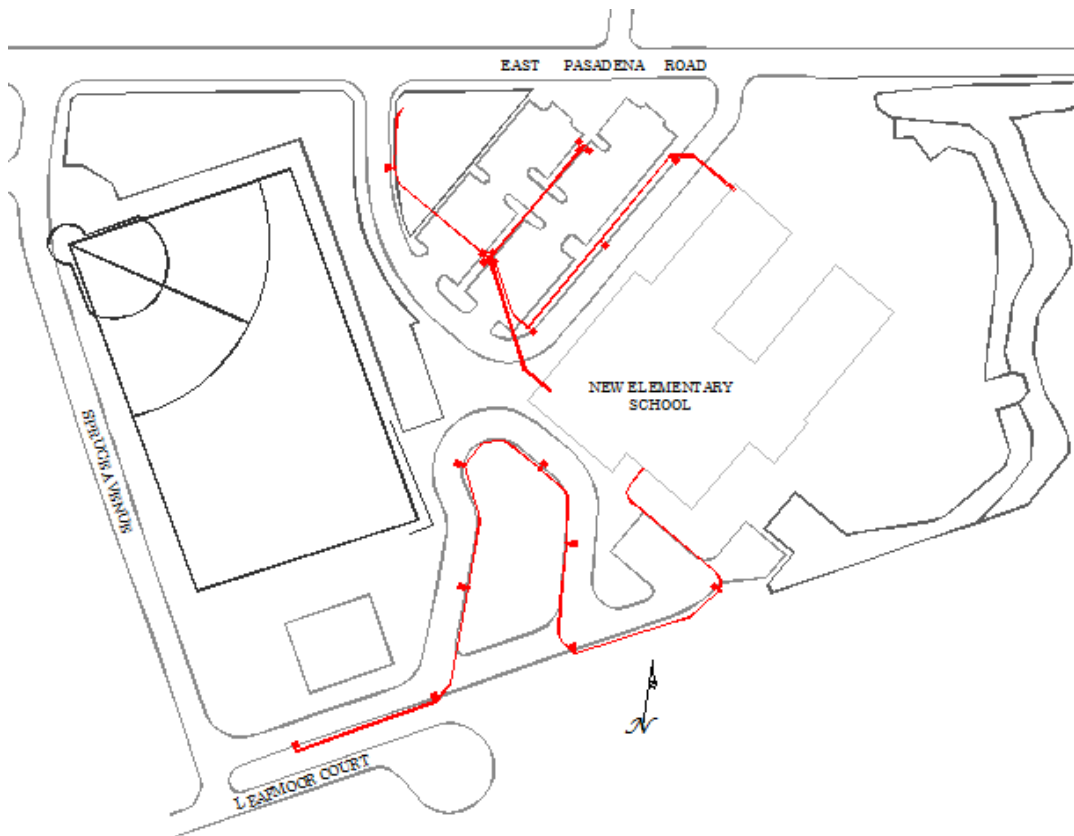 EAST PASADENA ROAD
NEW ELEMENTARY
SCHOOL
SPRUCE AVENUE
N
LEAFMOOR COURT